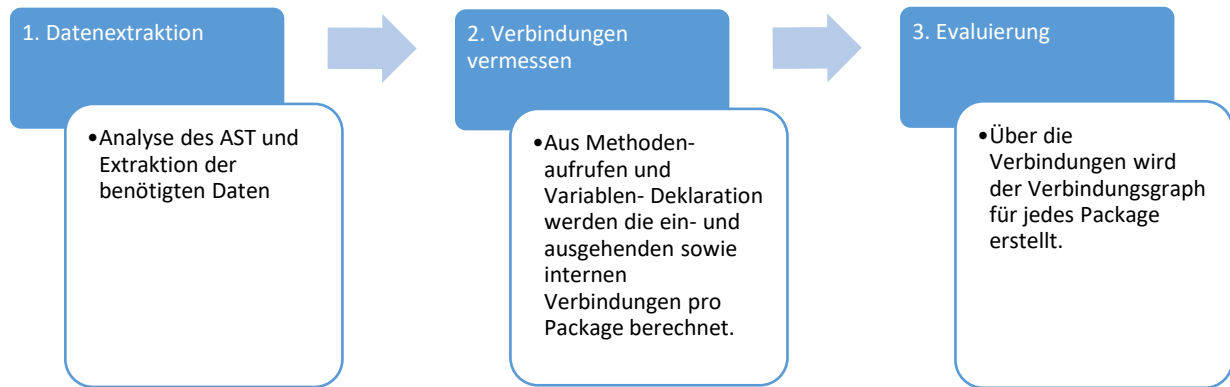 1. Datenextraktion
•Analyse des AST und
Extraktion der
benötigten Daten
2. Verbindungen
vermessen
•Aus Methoden-
aufrufen und
Variablen- Deklaration
werden die ein- und
ausgehenden sowie
internen
Verbindungen pro
Package berechnet.
3. Evaluierung
•Über die
Verbindungen wird
der Verbindungsgraph
für jedes Package
erstellt.